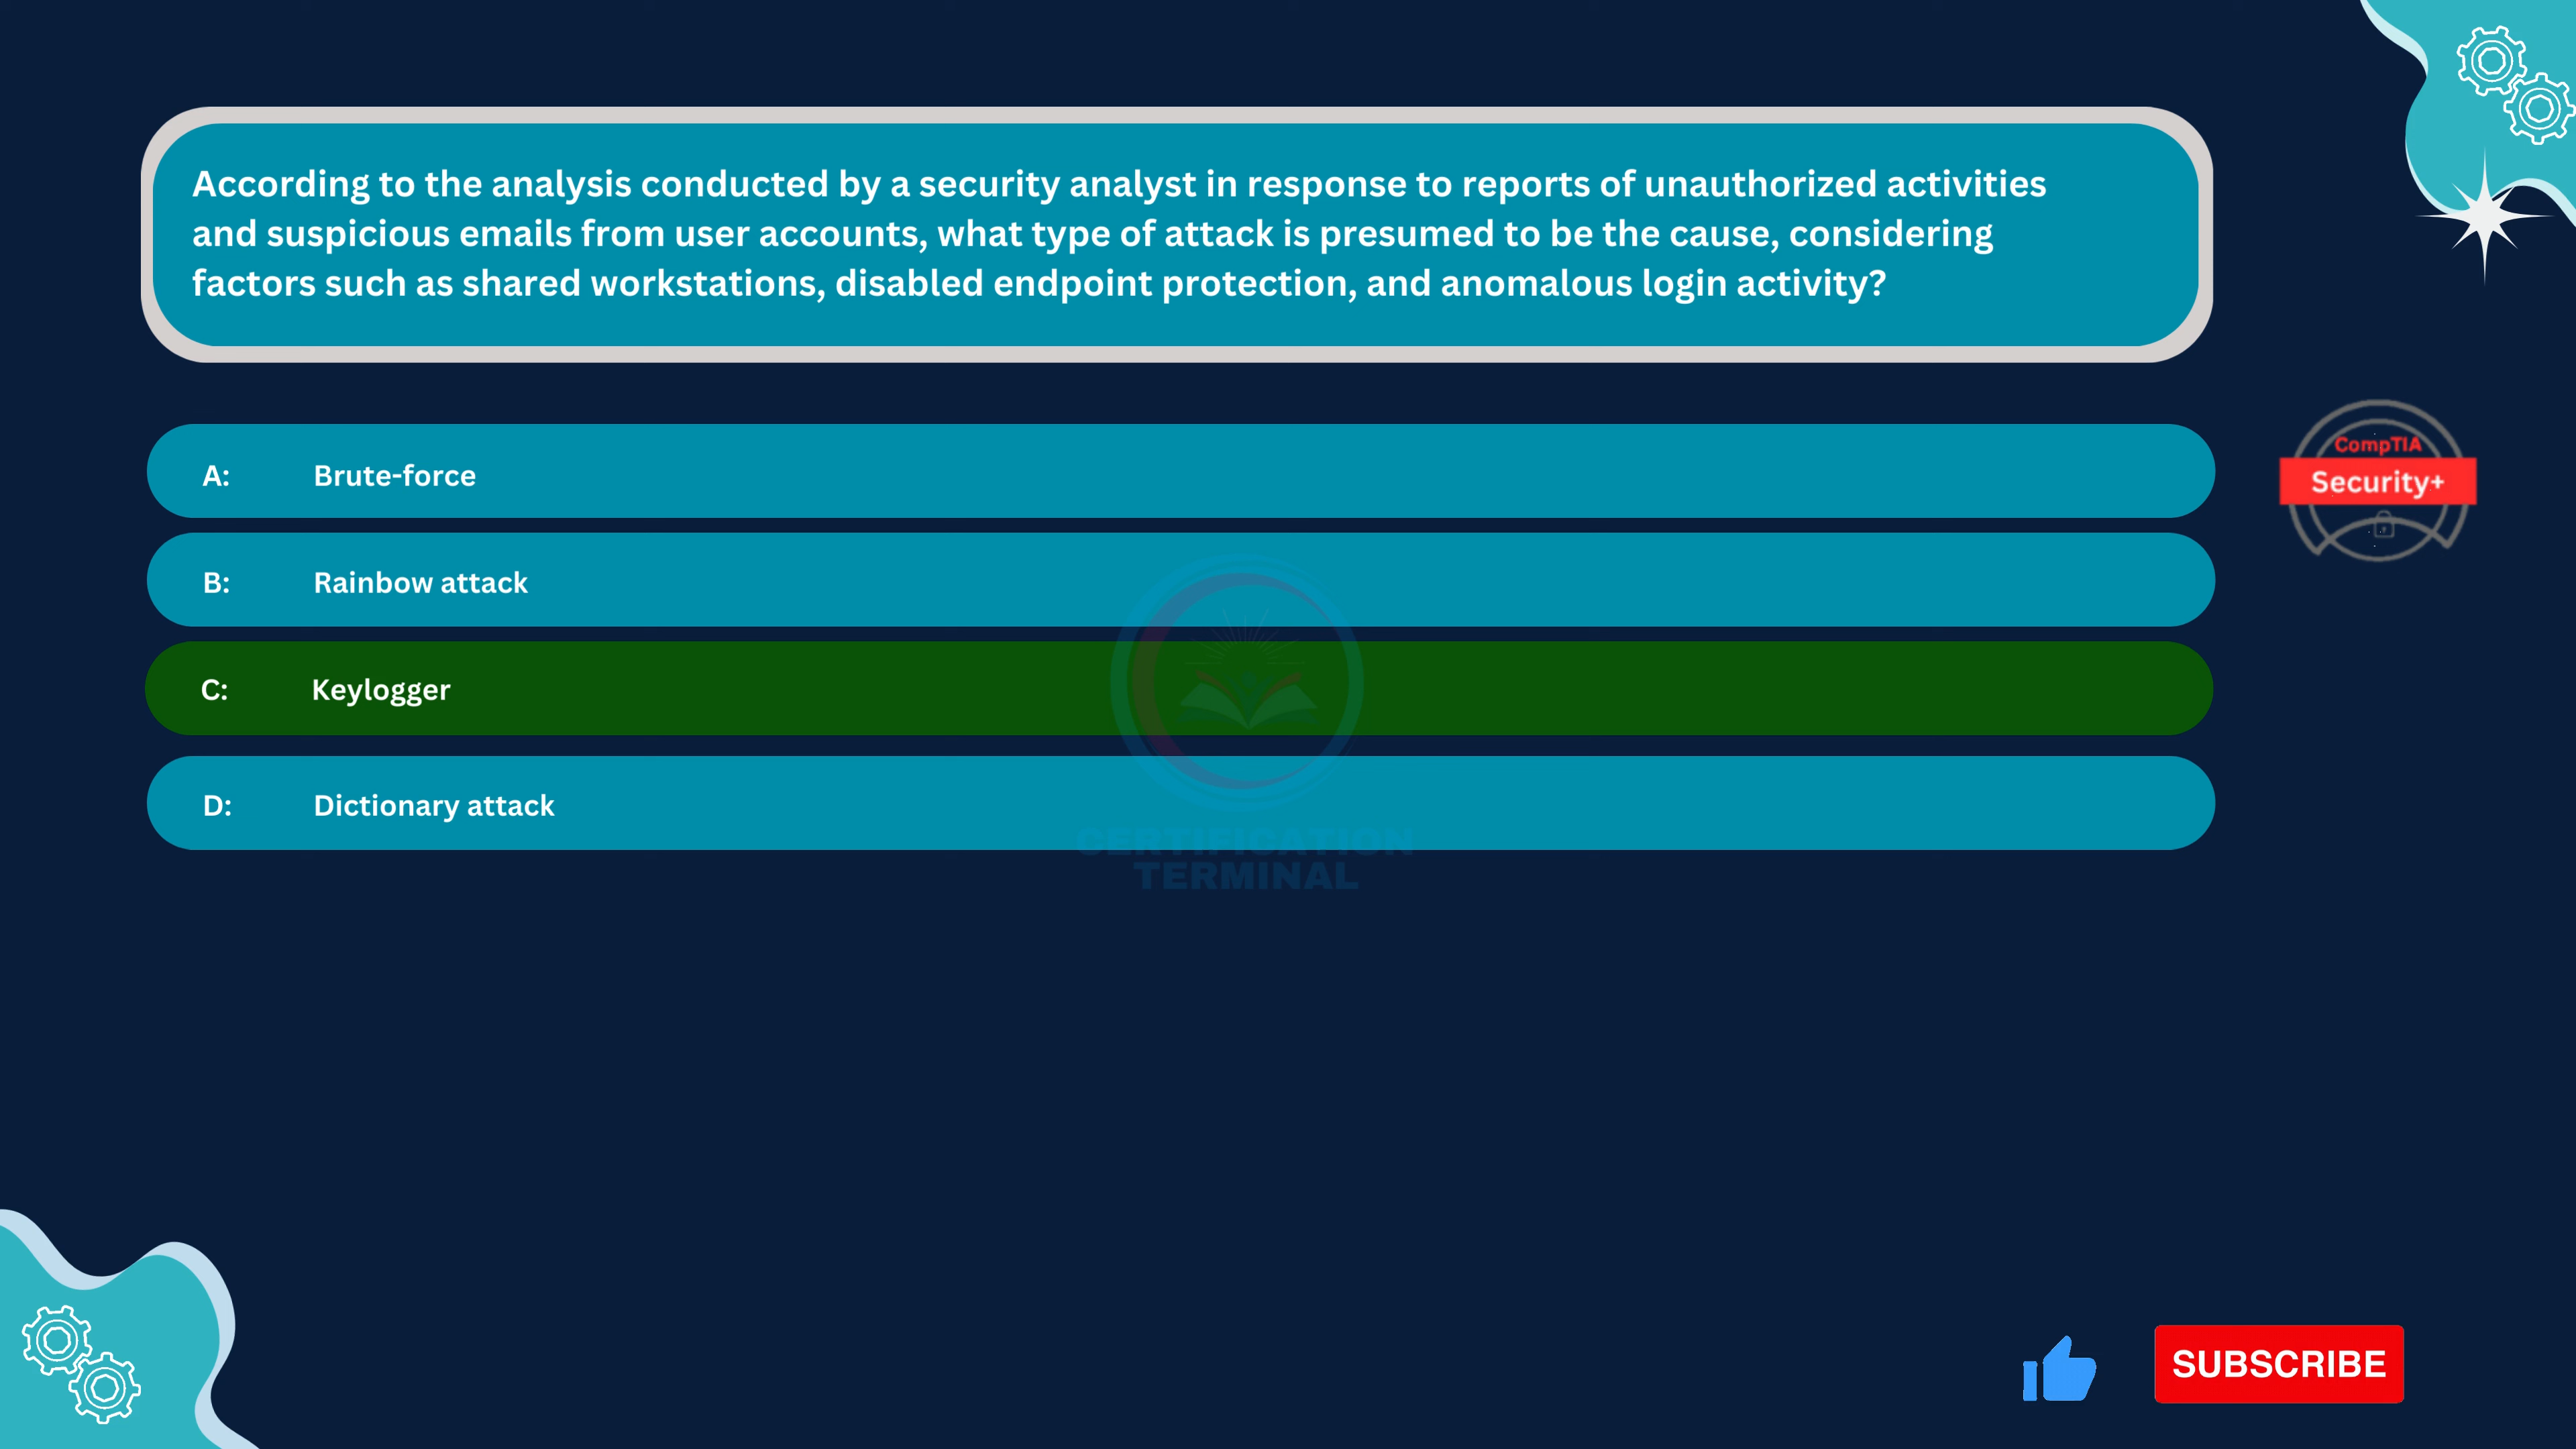 According to the analysis conducted by a security analyst in response to reports of unauthorized activities
and suspicious emails from user accounts, what type of attack is presumed to be the cause, considering
factors such as shared workstations, disabled endpoint protection, and anomalous login activity?
A: Brute-force
CompTIA
Security+
B: Rainbow attack
C: Keylogger
D: Dictionary attack
CERTIFICATION
TERMINAL
SUBSCRIBE